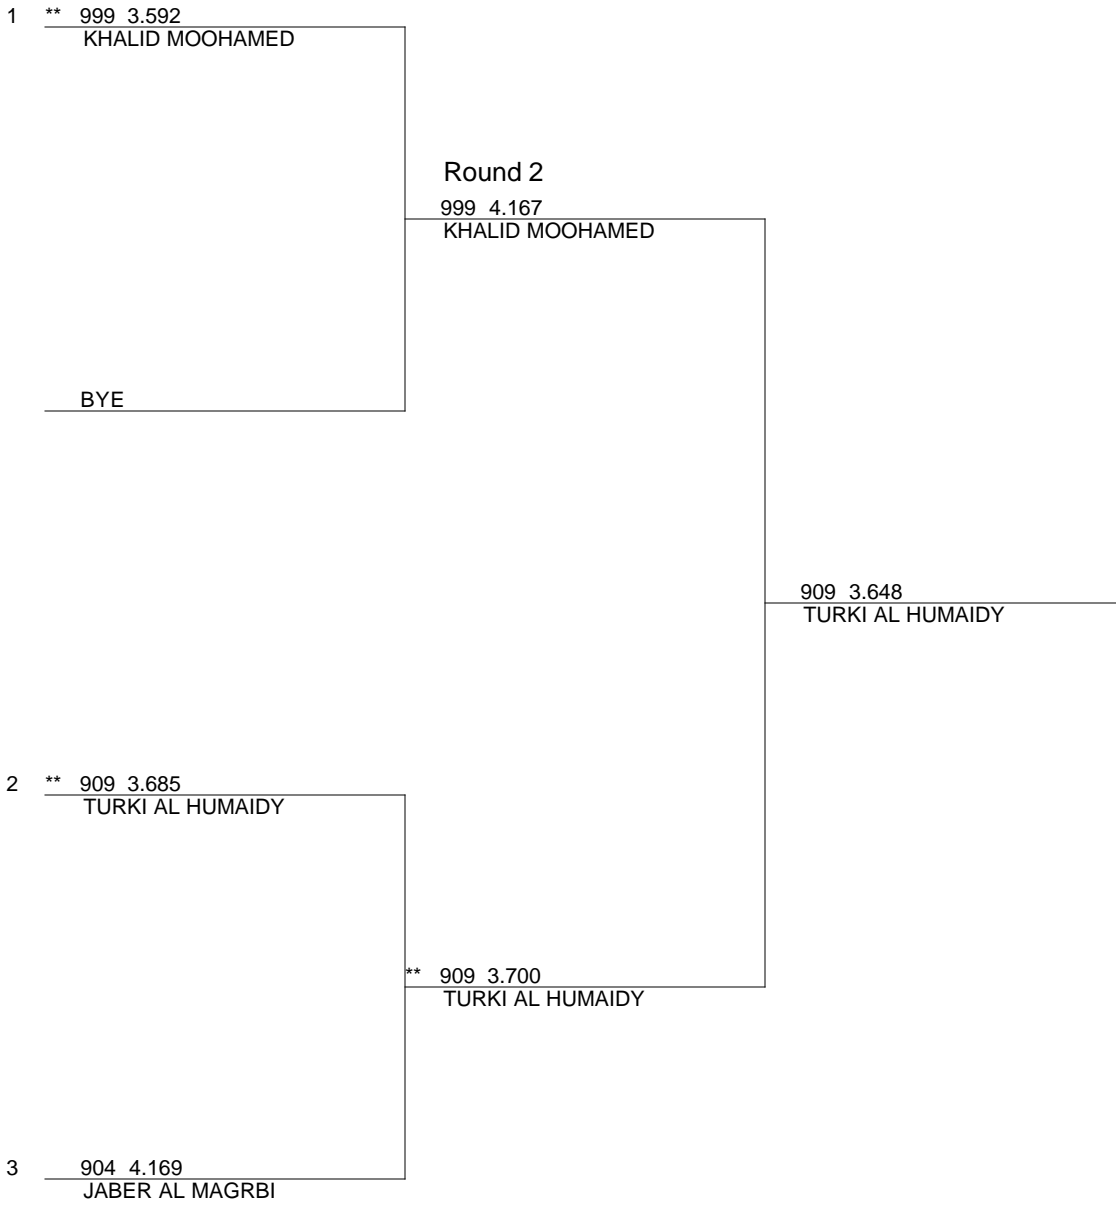 1 ** 999 3.592
KHALID MOOHAMED
Round 2
999 4.167
KHALID MOOHAMED
BYE
909 3.648
TURKI AL HUMAIDY
2 ** 909 3.685
TURKI AL HUMAIDY
** 909 3.700
TURKI AL HUMAIDY
3 904 4.169
JABER AL MAGRBI